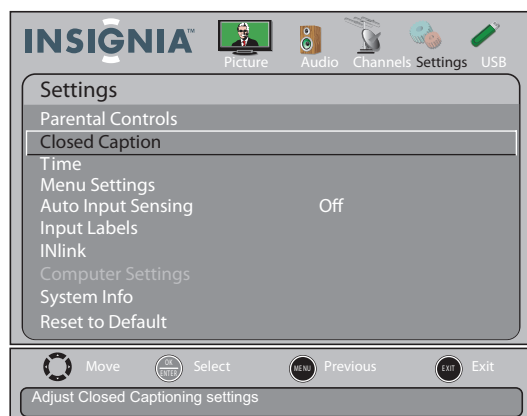 INSIGNIA™
Picture Audio Channels Settings USB
Settings
Parental Controls
Closed Caption
Time
Menu Settings
Auto Input Sensing Off
Input Labels
INlink
Computer Settings
System Info
Reset to Default
Move OK ENTER Select MENU Previous EXIT Exit
Adjust Closed Captioning settings